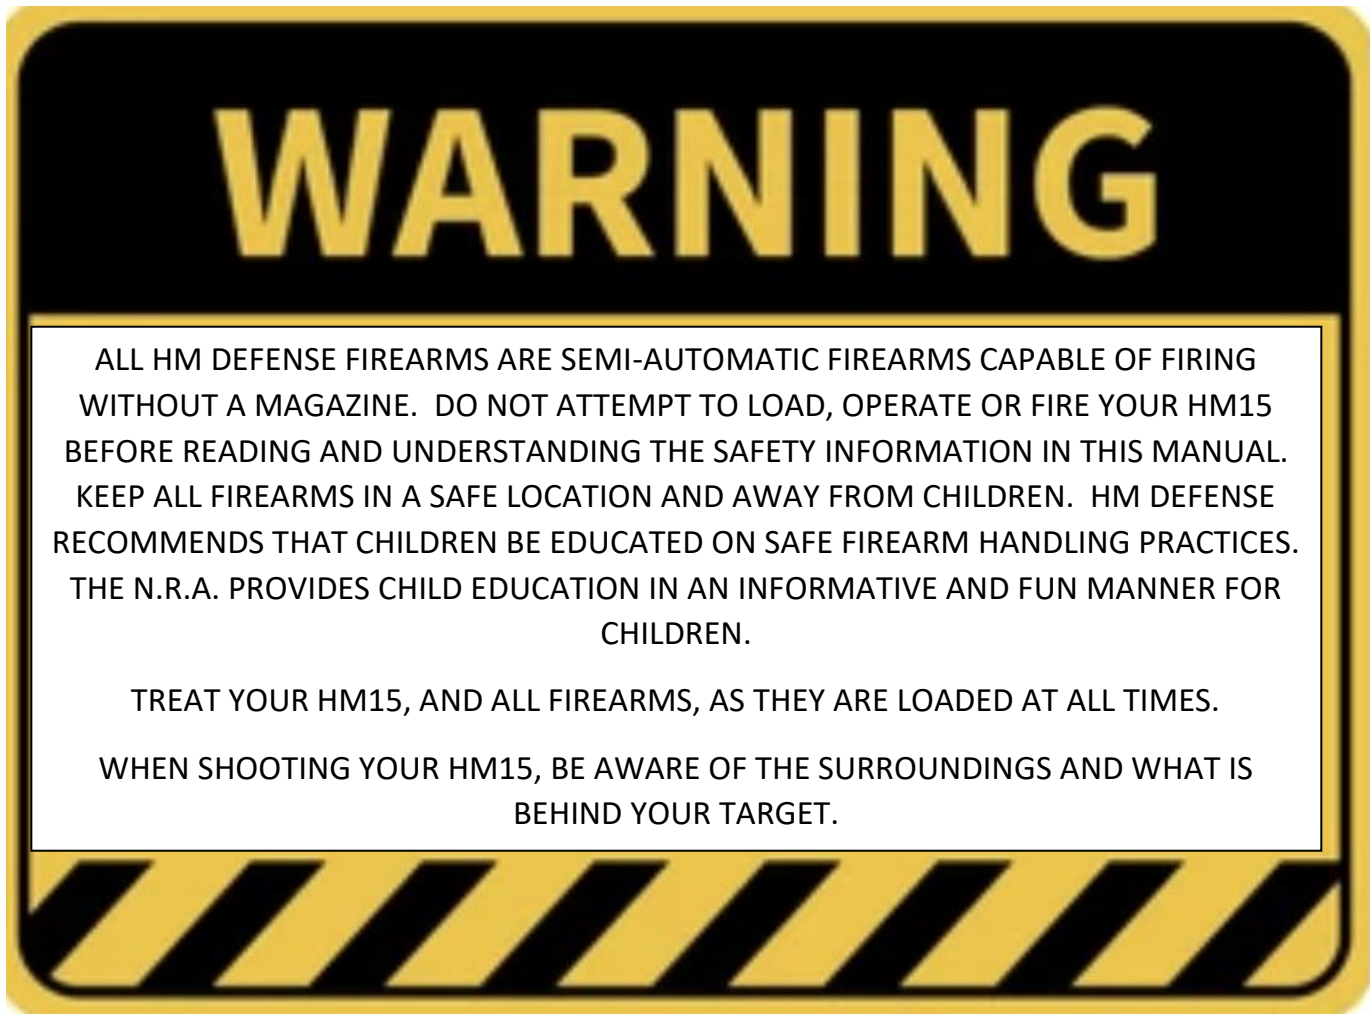 WARNING
ALL HM DEFENSE FIREARMS ARE SEMI-AUTOMATIC FIREARMS CAPABLE OF FIRING
WITHOUT A MAGAZINE.  DO NOT ATTEMPT TO LOAD, OPERATE OR FIRE YOUR HM15
BEFORE READING AND UNDERSTANDING THE SAFETY INFORMATION IN THIS MANUAL.
KEEP ALL FIREARMS IN A SAFE LOCATION AND AWAY FROM CHILDREN.  HM DEFENSE
RECOMMENDS THAT CHILDREN BE EDUCATED ON SAFE FIREARM HANDLING PRACTICES.
THE N.R.A. PROVIDES CHILD EDUCATION IN AN INFORMATIVE AND FUN MANNER FOR
CHILDREN.
TREAT YOUR HM15, AND ALL FIREARMS, AS THEY ARE LOADED AT ALL TIMES.
WHEN SHOOTING YOUR HM15, BE AWARE OF THE SURROUNDINGS AND WHAT IS
BEHIND YOUR TARGET.